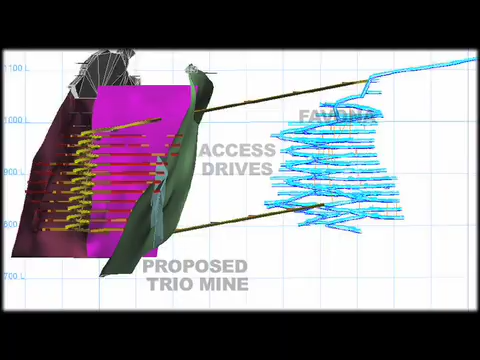 1100 L
FAVONA
1000 L
ACCESS
DRIVES
900 L
800 L
PROPOSED
TRIO MINE
700 L